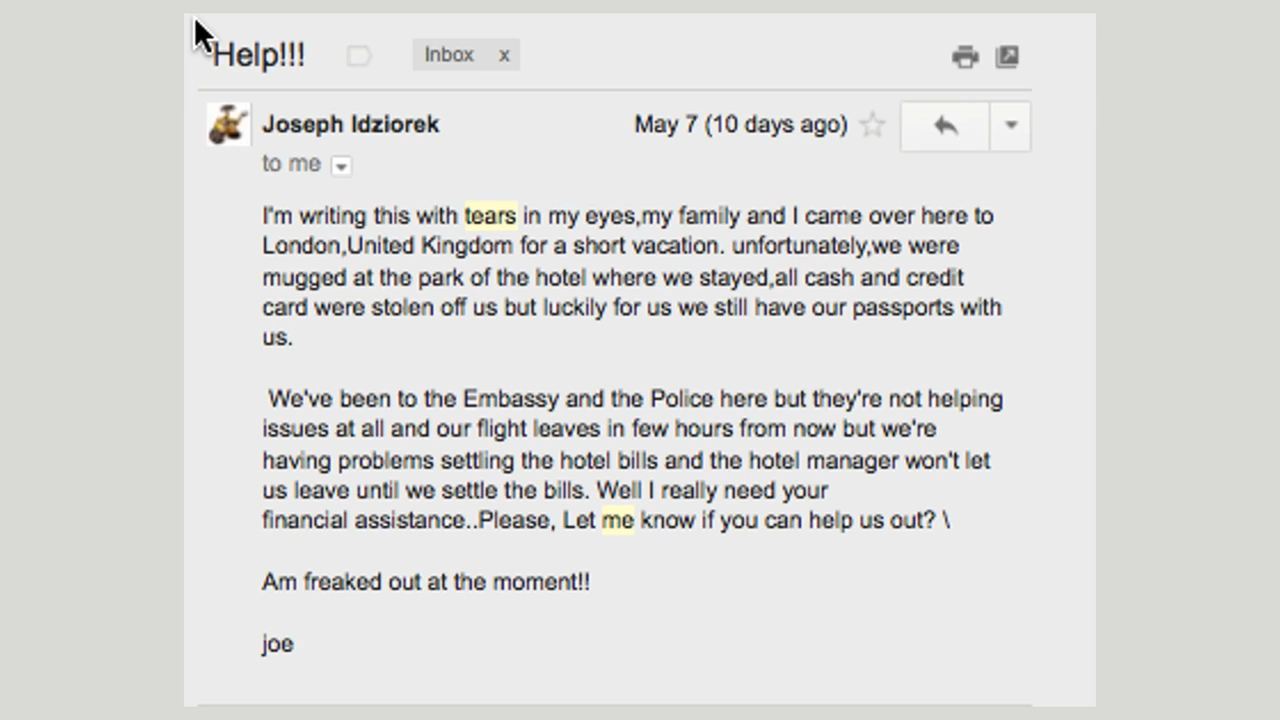 Help!!!
Inbox x
Joseph Idziorek
May 7 (10 days ago)
to me
I'm writing this with tears in my eyes,my family and I came over here to
London,United Kingdom for a short vacation. unfortunately,we were
mugged at the park of the hotel where we stayed,all cash and credit
card were stolen off us but luckily for us we still have our passports with
us.
We've been to the Embassy and the Police here but they're not helping
issues at all and our flight leaves in few hours from now but we're
having problems settling the hotel bills and the hotel manager won't let
us leave until we settle the bills. Well I really need your
financial assistance..Please, Let me know if you can help us out? \
Am freaked out at the moment!!
joe